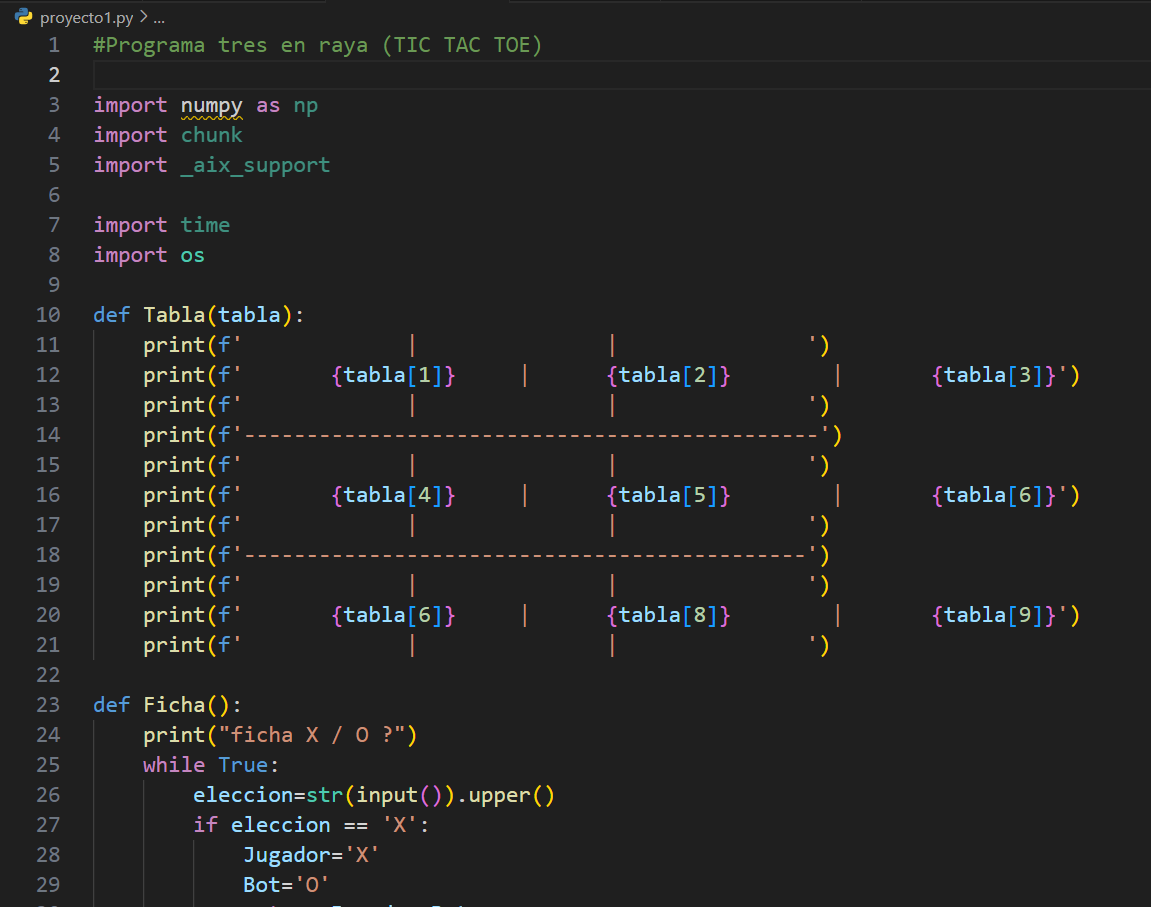 proyecto1.py > ...
1 #Programa tres en raya (TIC TAC TOE)
2
3 import numpy as np
4 import chunk
5 import _aix_support
6
7 import time
8 import os
9
10 def Tabla(tabla):
11     print(f'             |               |               ')
12     print(f'       {tabla[1]}     |      {tabla[2]}        |       {tabla[3]}')
13     print(f'             |               |               ')
14     print(f'----------------------------------------------')
15     print(f'             |               |               ')
16     print(f'       {tabla[4]}     |      {tabla[5]}        |       {tabla[6]}')
17     print(f'             |               |               ')
18     print(f'---------------------------------------------')
19     print(f'             |               |               ')
20     print(f'       {tabla[6]}     |      {tabla[8]}        |       {tabla[9]}')
21     print(f'             |               |               ')
22
23 def Ficha():
24     print("ficha X / O ?")
25     while True:
26         eleccion=str(input()).upper()
27         if eleccion == 'X':
28             Jugador='X'
29             Bot='O'